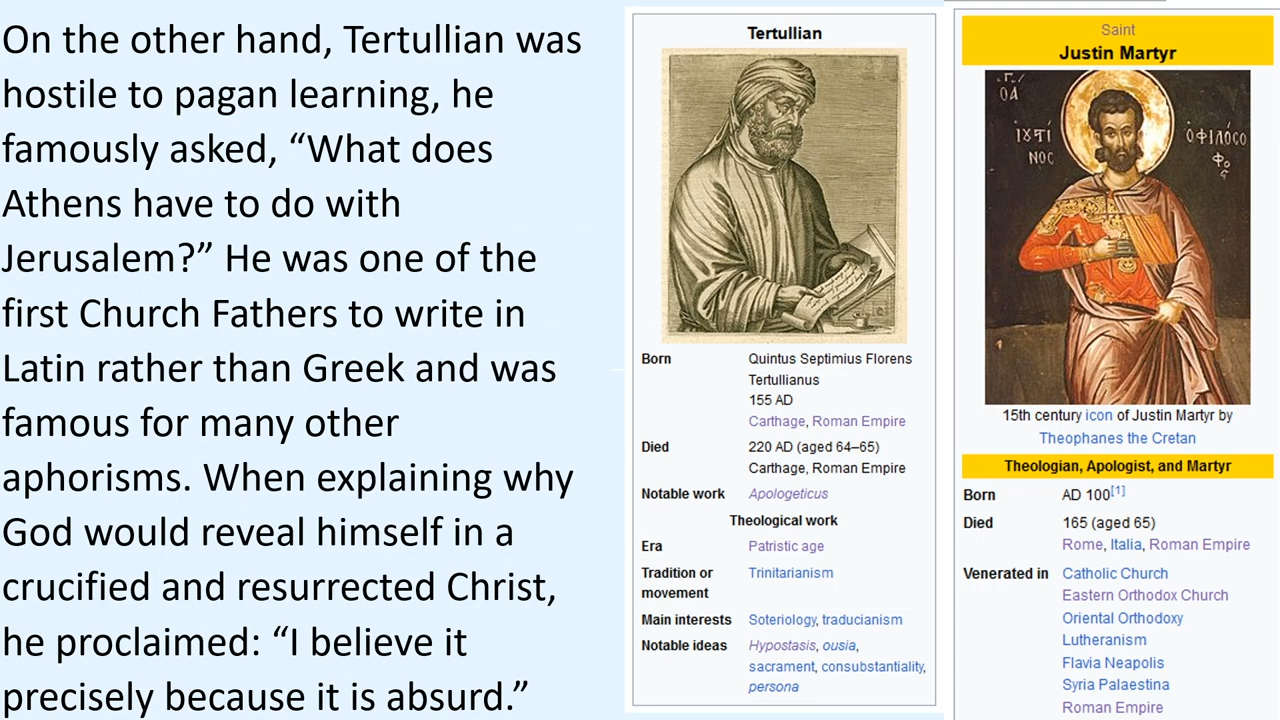 On the other hand, Tertullian was
hostile to pagan learning, he
famously asked, “What does
Athens have to do with
Jerusalem?” He was one of the
first Church Fathers to write in
Latin rather than Greek and was
famous for many other
aphorisms. When explaining why
God would reveal himself in a
crucified and resurrected Christ,
he proclaimed: “I believe it
precisely because it is absurd.”
Tertullian
Born Quintus Septimius Florens
Tertullianus
155 AD
Carthage, Roman Empire
Died 220 AD (aged 64–65)
Carthage, Roman Empire
Notable work Apologeticus
Theological work
Era Patristic age
Tradition or Trinitarianism
movement
Main interests Soteriology, traducianism
Notable ideas Hypostasis, ousia,
sacrament, consubstantiality,
persona
Saint
Justin Martyr
15th century icon of Justin Martyr by
Theophanes the Cretan
Theologian, Apologist, and Martyr
Born AD 100[1]
Died 165 (aged 65)
Rome, Italia, Roman Empire
Venerated in Catholic Church
Eastern Orthodox Church
Oriental Orthodoxy
Lutheranism
Flavia Neapolis
Syria Palaestina
Roman Empire